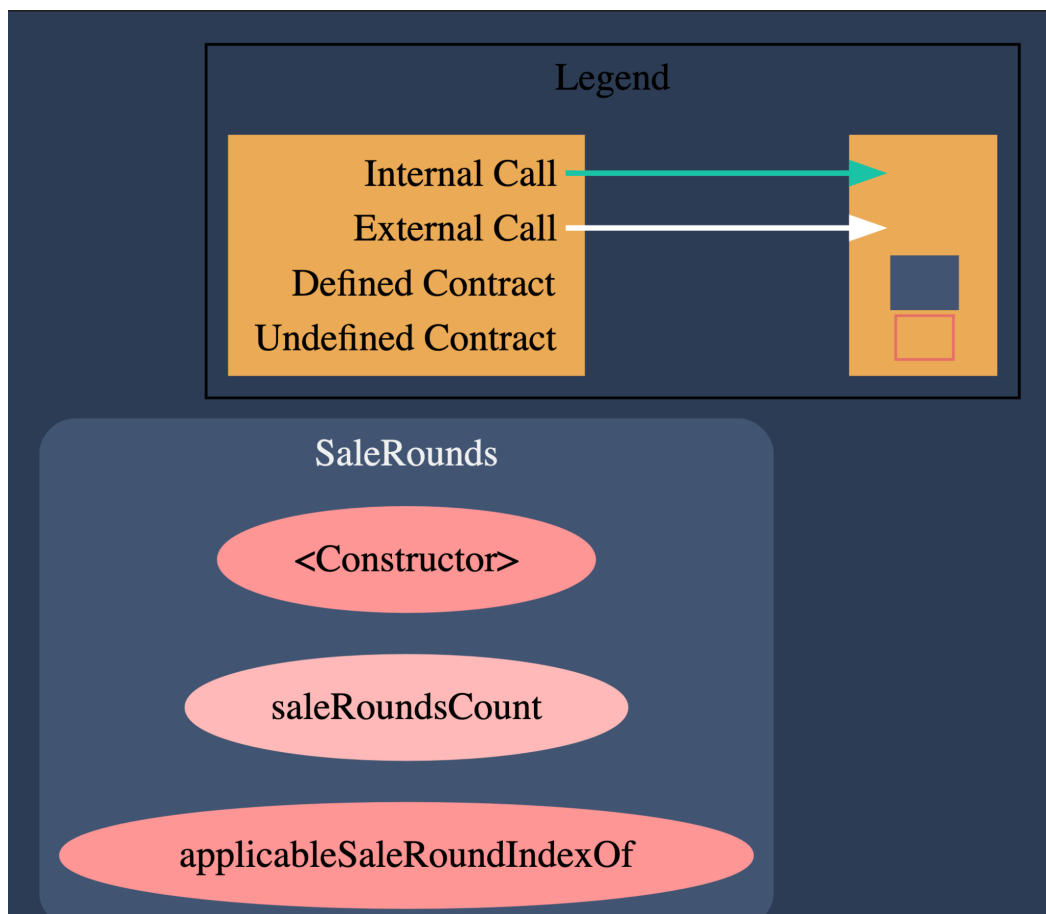 Legend
Internal Call
External Call
Defined Contract
Undefined Contract
SaleRounds
<Constructor>
saleRoundsCount
applicableSaleRoundIndexOf